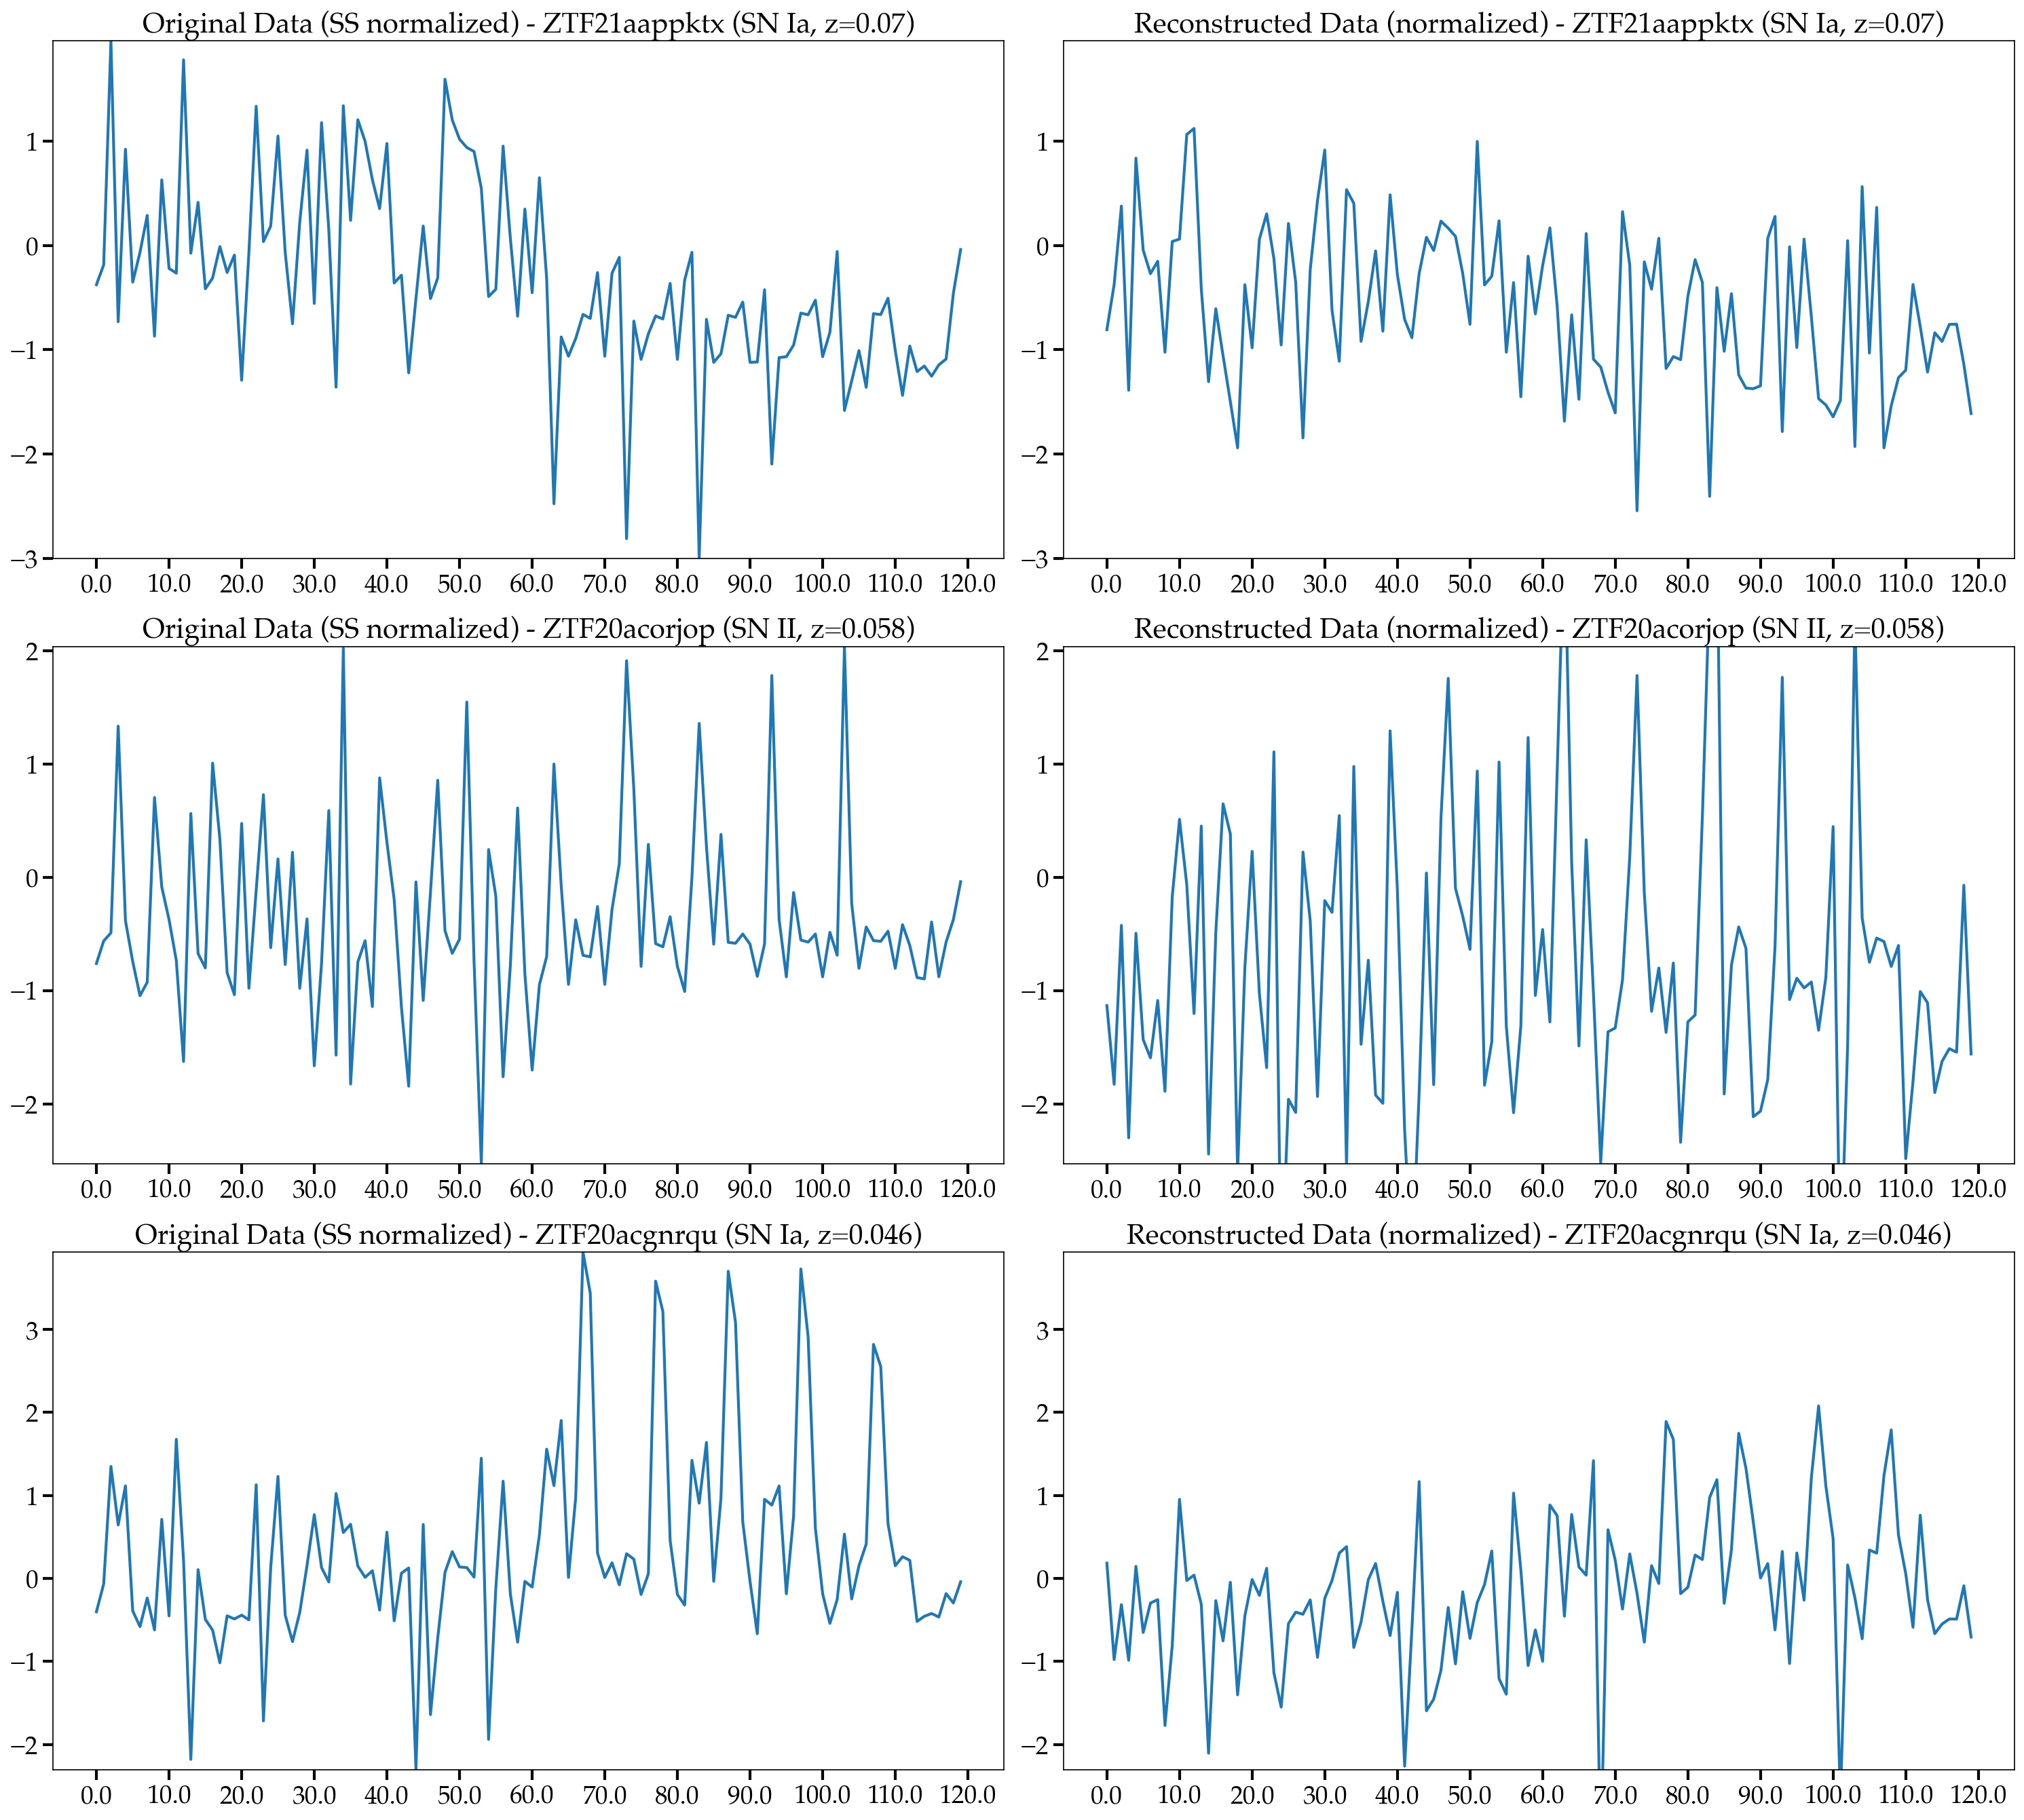 Original Data (SS normalized) - ZTF21aappktx (SN Ia, z=0.07)
1
0
−1
−2
−3
0.0 10.0 20.0 30.0 40.0 50.0 60.0 70.0 80.0 90.0 100.0 110.0 120.0
Reconstructed Data (normalized) - ZTF21aappktx (SN Ia, z=0.07)
1
0
−1
−2
−3
0.0 10.0 20.0 30.0 40.0 50.0 60.0 70.0 80.0 90.0 100.0 110.0 120.0
Original Data (SS normalized) - ZTF20acorjop (SN II, z=0.058)
2
1
0
−1
−2
0.0 10.0 20.0 30.0 40.0 50.0 60.0 70.0 80.0 90.0 100.0 110.0 120.0
Reconstructed Data (normalized) - ZTF20acorjop (SN II, z=0.058)
2
1
0
−1
−2
0.0 10.0 20.0 30.0 40.0 50.0 60.0 70.0 80.0 90.0 100.0 110.0 120.0
Original Data (SS normalized) - ZTF20acgnrqu (SN Ia, z=0.046)
3
2
1
0
−1
−2
0.0 10.0 20.0 30.0 40.0 50.0 60.0 70.0 80.0 90.0 100.0 110.0 120.0
Reconstructed Data (normalized) - ZTF20acgnrqu (SN Ia, z=0.046)
3
2
1
0
−1
−2
0.0 10.0 20.0 30.0 40.0 50.0 60.0 70.0 80.0 90.0 100.0 110.0 120.0